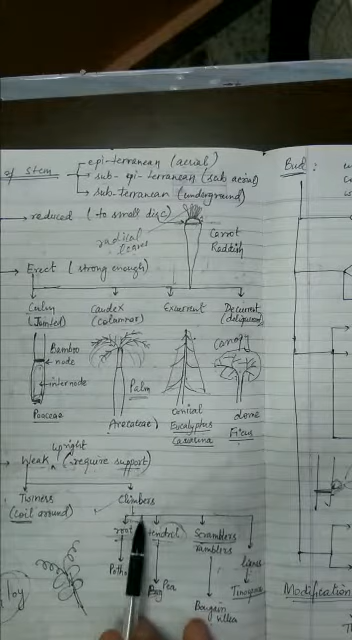 of stem
epi-terranean (aerial)
sub-epi-terranean (sub aerial)
sub-terranean (underground)
Bud:
reduced (to small disc)
radical leaves
Carrot
Raddish
Erect (strong enough)
Culm (Jointed)
Caudex (columnar)
Excurrent
Decurrent (deliquescent)
Bamboo
node
internode
Palm
Poaceae
Arecaceae
conical
Eucalyptus
Casuarina
dome
Ficus
upright
Weak (require support)
Twiners (coil around)
Climbers
root
tendril
Scramblers
Ramblers
Pea
Tinospora
Bougainvillea
Modification